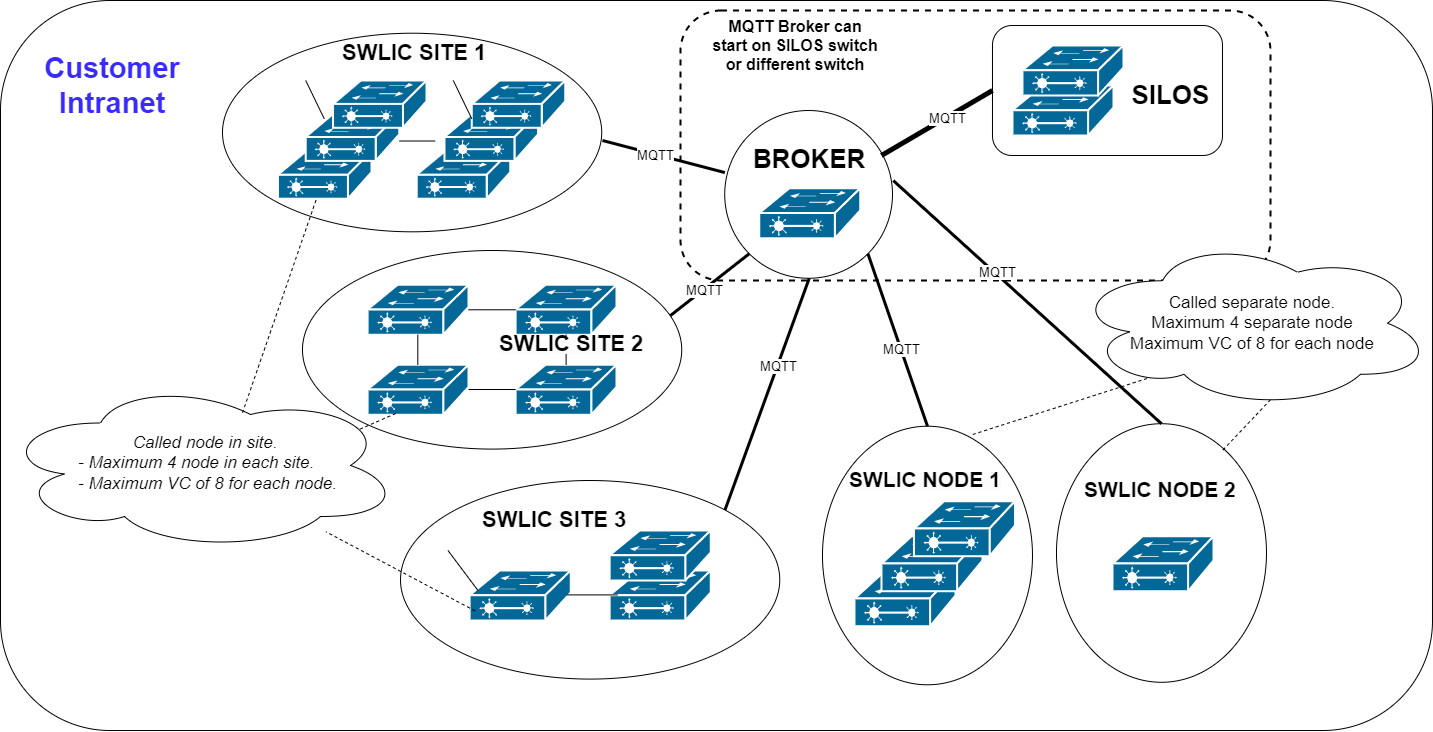 Customer
Intranet
SWLIC SITE 1
MQTT Broker can
start on SILOS switch
or different switch
SILOS
MQTT
BROKER
MQTT
SWLIC SITE 2
MQTT
MQTT
MQTT
MQTT
Called separate node.
Maximum 4 separate node
Maximum VC of 8 for each node
Called node in site.
- Maximum 4 node in each site.
- Maximum VC of 8 for each node.
SWLIC SITE 3
SWLIC NODE 1
SWLIC NODE 2